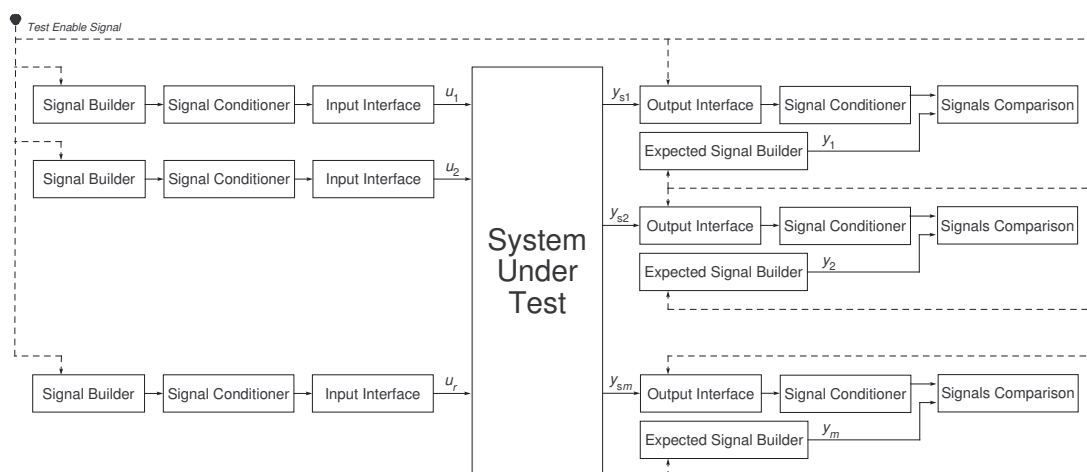 Test Enable Signal
Signal Builder
Signal Conditioner
Input Interface
u1
ys1
Output Interface
Signal Conditioner
Signals Comparison
Expected Signal Builder
y1
Signal Builder
Signal Conditioner
Input Interface
u2
ys2
Output Interface
Signal Conditioner
Signals Comparison
Expected Signal Builder
y2
System
Under
Test
Signal Builder
Signal Conditioner
Input Interface
ur
ysm
Output Interface
Signal Conditioner
Signals Comparison
Expected Signal Builder
ym